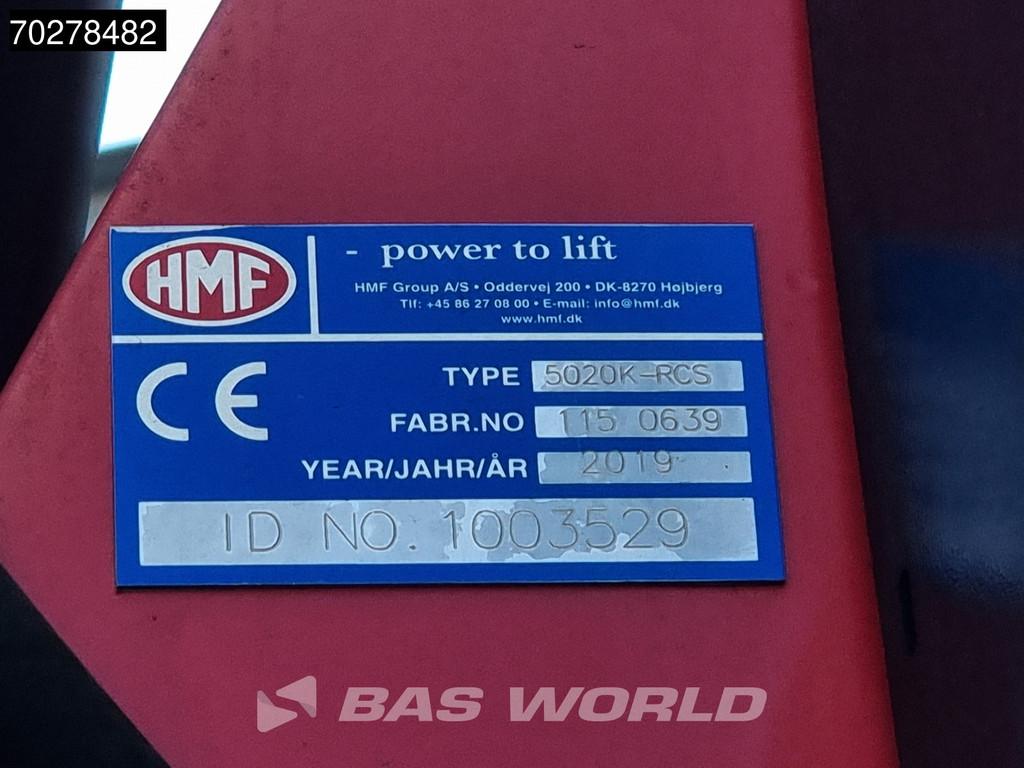 70278482
HMF
- power to lift
HMF Group A/S • Oddervej 200 • DK-8270 Højbjerg
Tlf: +45 86 27 08 00 • E-mail: info@hmf.dk
www.hmf.dk
CE
TYPE 5020K-RCS
FABR.NO 115 0639
YEAR/JAHR/ÅR 2019
ID NO. 1003529
BAS WORLD